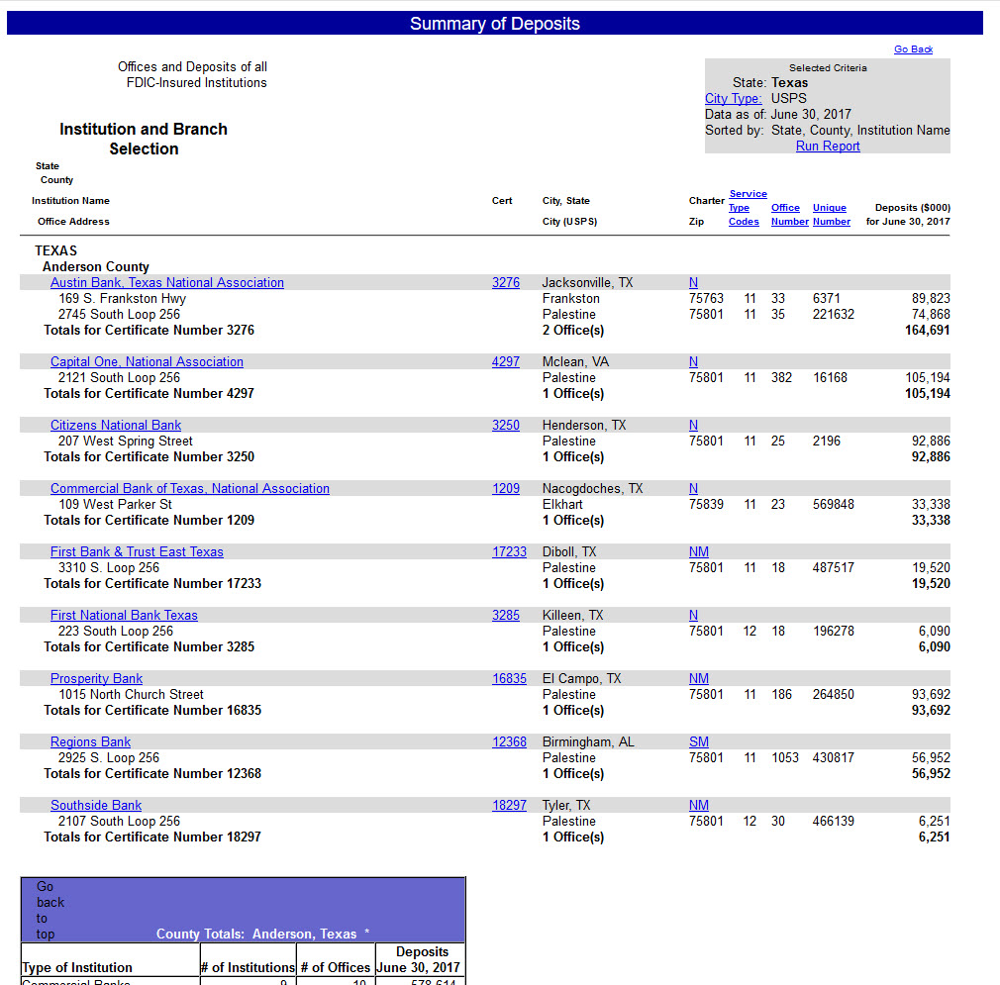 Summary of Deposits
Go Back
Offices and Deposits of all
FDIC-Insured Institutions
Selected Criteria
State: Texas
City Type: USPS
Data as of: June 30, 2017
Sorted by: State, County, Institution Name
Run Report
Institution and Branch
Selection
State
County
Institution Name Cert City, State Charter Service Type Codes Office Number Unique Number Deposits ($000)
Office Address City (USPS) Zip for June 30, 2017
TEXAS
Anderson County
Austin Bank, Texas National Association 3276 Jacksonville, TX N
169 S. Frankston Hwy Frankston 75763 11 33 6371 89,823
2745 South Loop 256 Palestine 75801 11 35 221632 74,868
Totals for Certificate Number 3276 2 Office(s) 164,691
Capital One, National Association 4297 Mclean, VA N
2121 South Loop 256 Palestine 75801 11 382 16168 105,194
Totals for Certificate Number 4297 1 Office(s) 105,194
Citizens National Bank 3250 Henderson, TX N
207 West Spring Street Palestine 75801 11 25 2196 92,886
Totals for Certificate Number 3250 1 Office(s) 92,886
Commercial Bank of Texas, National Association 1209 Nacogdoches, TX N
109 West Parker St Elkhart 75839 11 23 569848 33,338
Totals for Certificate Number 1209 1 Office(s) 33,338
First Bank & Trust East Texas 17233 Diboll, TX NM
3310 S. Loop 256 Palestine 75801 11 18 487517 19,520
Totals for Certificate Number 17233 1 Office(s) 19,520
First National Bank Texas 3285 Killeen, TX N
223 South Loop 256 Palestine 75801 12 18 196278 6,090
Totals for Certificate Number 3285 1 Office(s) 6,090
Prosperity Bank 16835 El Campo, TX NM
1015 North Church Street Palestine 75801 11 186 264850 93,692
Totals for Certificate Number 16835 1 Office(s) 93,692
Regions Bank 12368 Birmingham, AL SM
2925 S. Loop 256 Palestine 75801 11 1053 430817 56,952
Totals for Certificate Number 12368 1 Office(s) 56,952
Southside Bank 18297 Tyler, TX NM
2107 South Loop 256 Palestine 75801 12 30 466139 6,251
Totals for Certificate Number 18297 1 Office(s) 6,251
Go
back
to
top County Totals: Anderson, Texas *
Type of Institution # of Institutions # of Offices Deposits June 30, 2017
Commercial Banks 9 10 578,614